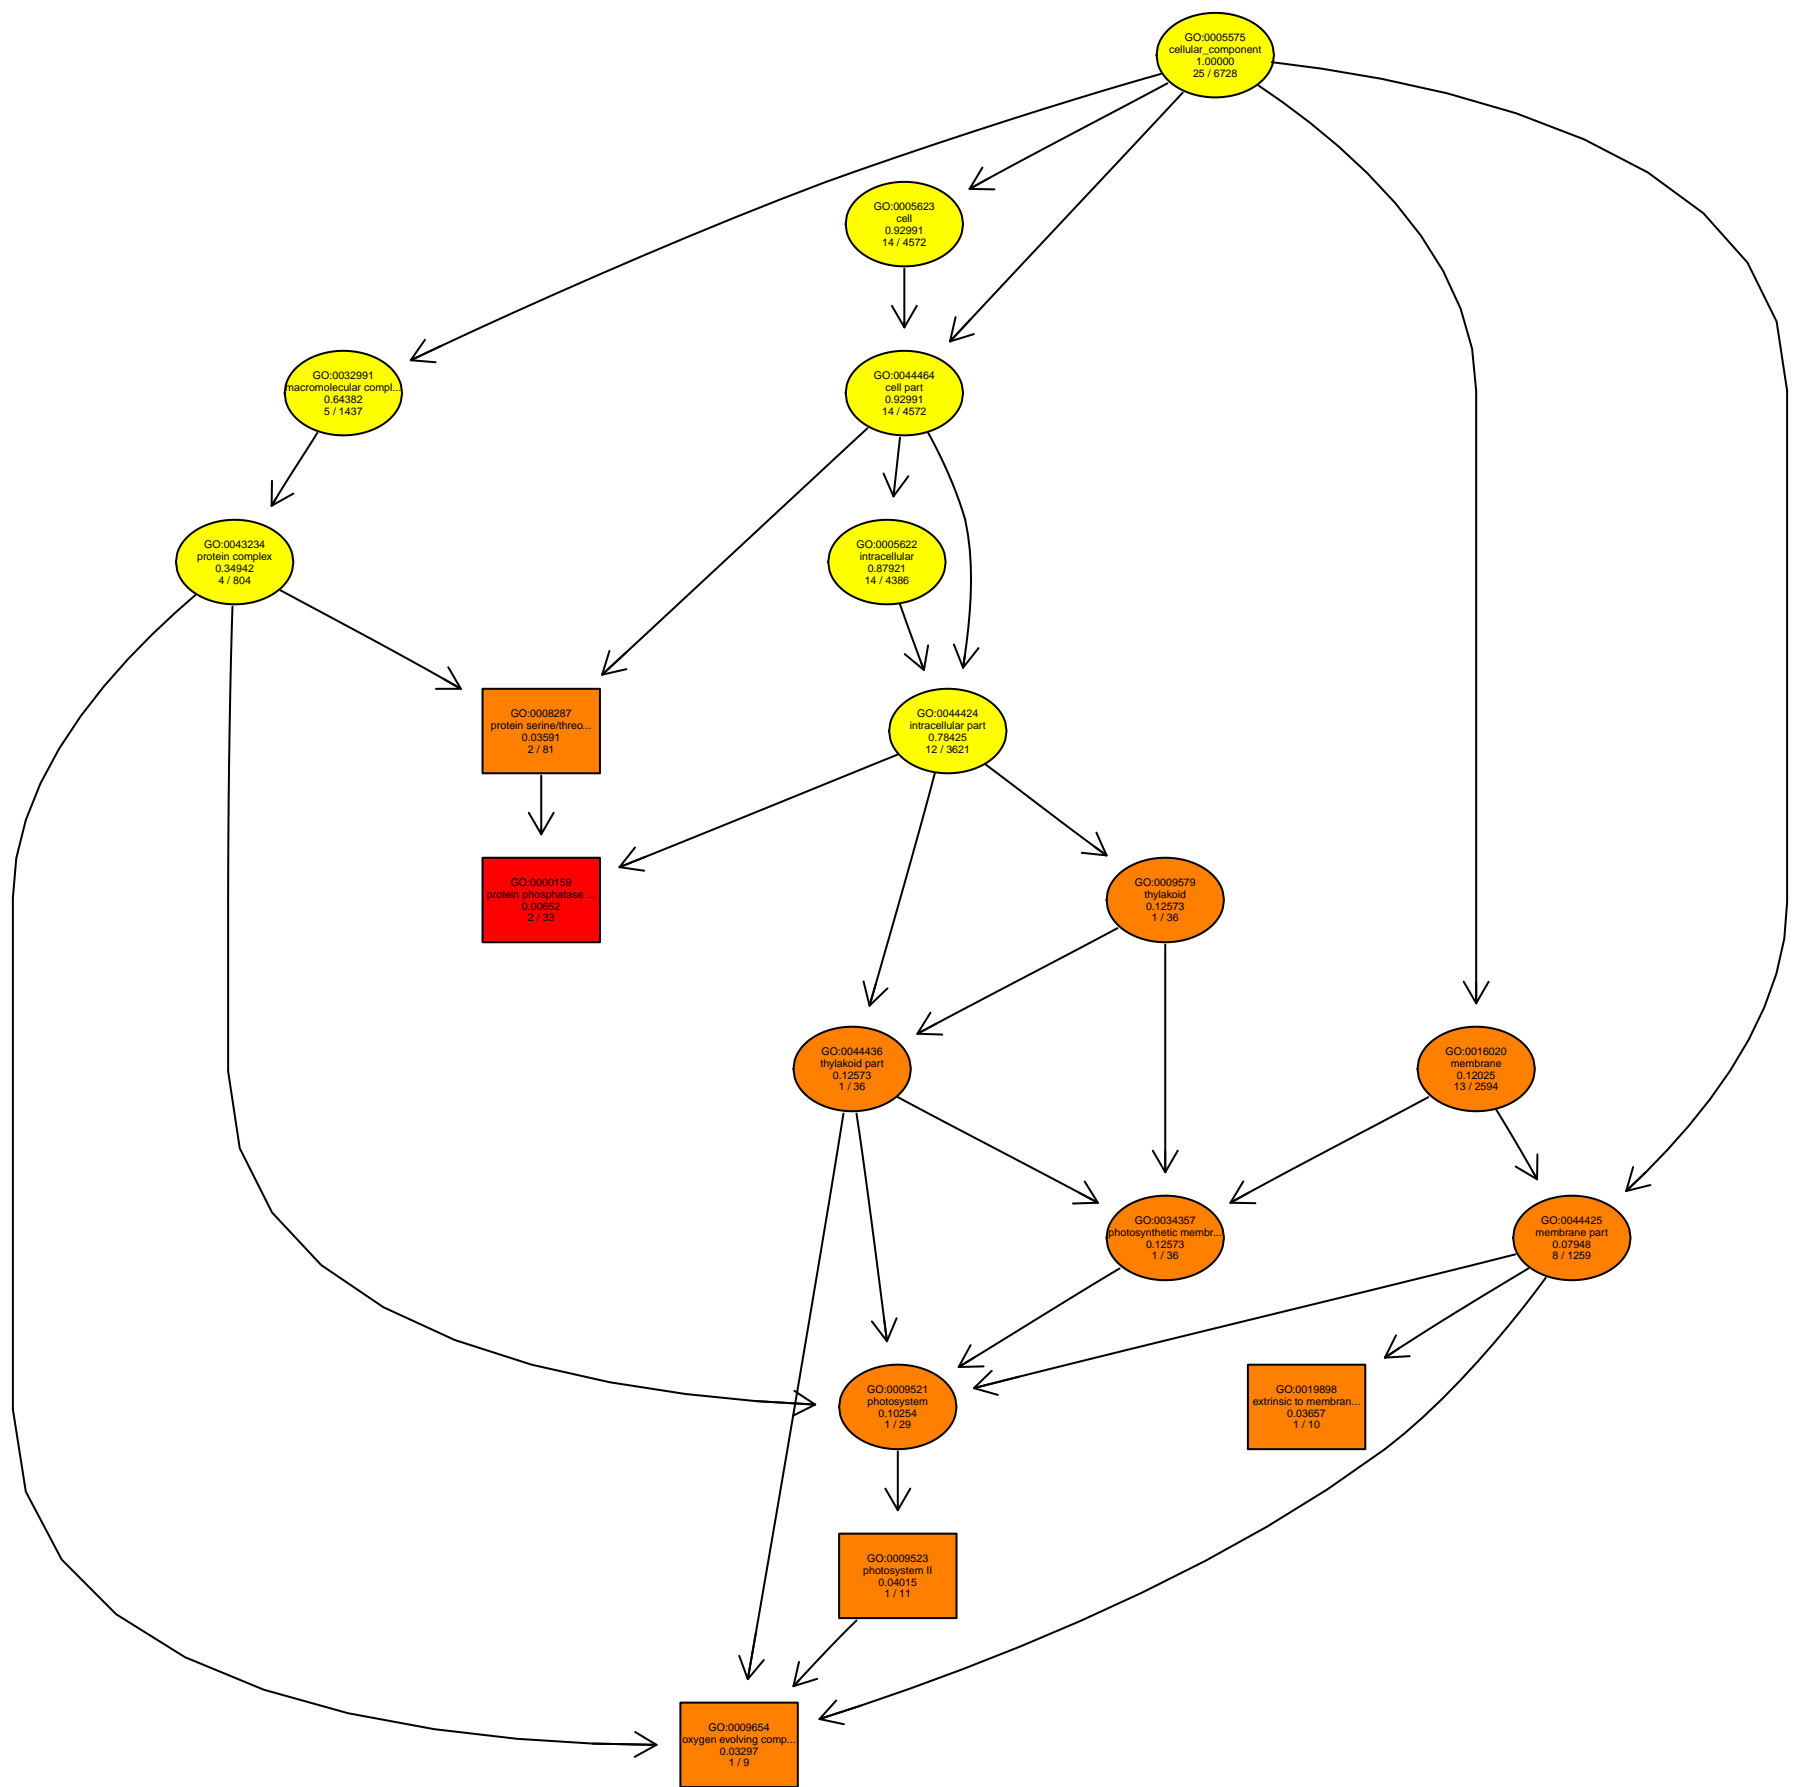 GO:0005575
cellular_component
1.00000
25 / 6728
GO:0005623
cell
0.92991
14 / 4572
GO:0032991
macromolecular compl...
0.64382
5 / 1437
GO:0044464
cell part
0.92991
14 / 4572
GO:0043234
protein complex
0.34942
4 / 804
GO:0005622
intracellular
0.87921
14 / 4386
GO:0008287
protein serine/threo...
0.03591
2 / 81
GO:0044424
intracellular part
0.78425
12 / 3621
GO:0000159
protein phosphatase ...
0.00652
2 / 33
GO:0009579
thylakoid
0.12573
1 / 36
GO:0044436
thylakoid part
0.12573
1 / 36
GO:0016020
membrane
0.12025
13 / 2594
GO:0034357
photosynthetic membr...
0.12573
1 / 36
GO:0044425
membrane part
0.07948
8 / 1259
GO:0009521
photosystem
0.10254
1 / 29
GO:0019898
extrinsic to membran...
0.03657
1 / 10
GO:0009523
photosystem II
0.04015
1 / 11
GO:0009654
oxygen evolving comp...
0.03297
1 / 9